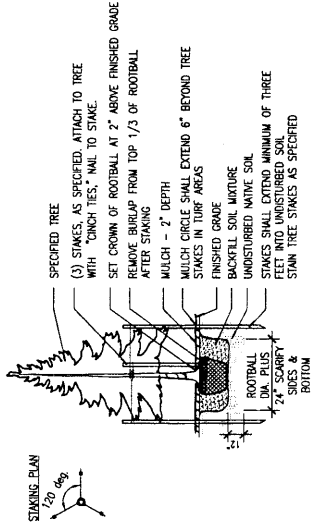 STAKING PLAN
120 deg.
SPECIFIED TREE
(3) STAKES, AS SPECIFIED. ATTACH TO TREE
WITH "CINCH TIES," NAIL TO STAKE.
SET CROWN OF ROOTBALL AT 2" ABOVE FINISHED GRADE
REMOVE BURLAP FROM TOP 1/3 OF ROOTBALL
AFTER STAKING
MULCH - 2" DEPTH
MULCH CIRCLE SHALL EXTEND 6" BEYOND TREE
STAKES IN TURF AREAS
FINISHED GRADE
BACKFILL SOIL MIXTURE
UNDISTURBED NATIVE SOIL
STAKES SHALL EXTEND MINIMUM OF THREE
FEET INTO UNDISTURBED SOIL
STAIN TREE STAKES AS SPECIFIED
12"
ROOTBALL
DIA. PLUS
24" SCARIFY
SIDES &
BOTTOM